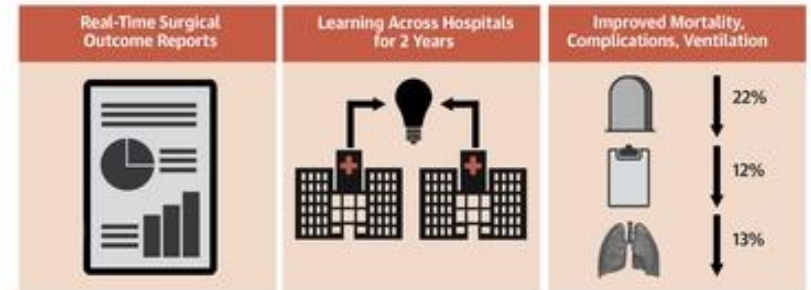 Real-Time Surgical
Outcome Reports
Learning Across Hospitals
for 2 Years
Improved Mortality,
Complications, Ventilation
22%
12%
13%